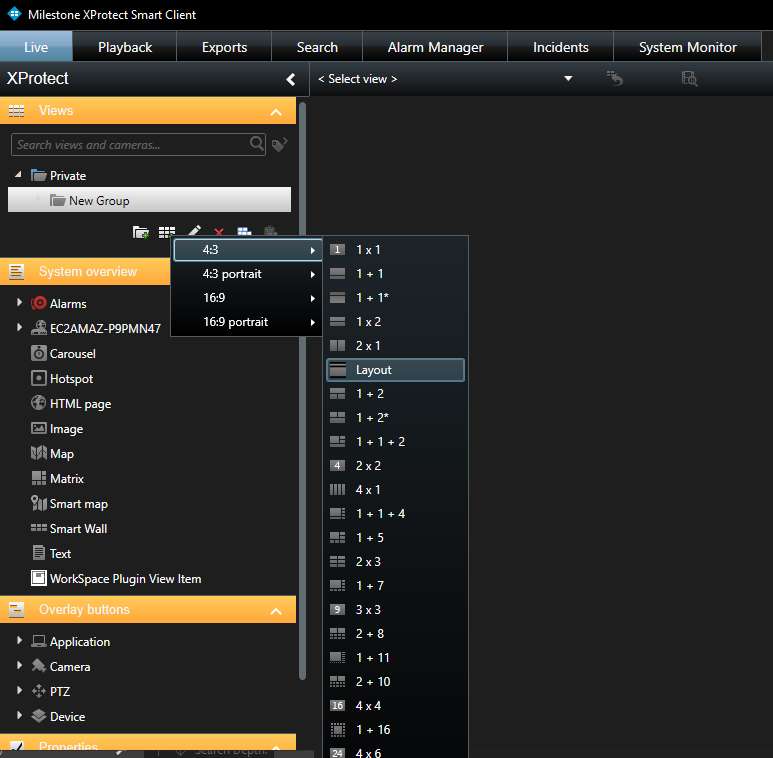 Milestone XProtect Smart Client
Live
Playback
Exports
Search
Alarm Manager
Incidents
System Monitor
XProtect
< Select view >
Views
Search views and cameras...
Private
New Group
4:3
4:3 portrait
16:9
16:9 portrait
1 1 x 1
1 + 1
1 + 1*
1 x 2
2 x 1
Layout
1 + 2
1 + 2*
1 + 1 + 2
4 2 x 2
4 x 1
1 + 1 + 4
1 + 5
2 x 3
1 + 7
9 3 x 3
2 + 8
1 + 11
2 + 10
16 4 x 4
1 + 16
24 4 x 6
System overview
Alarms
EC2AMAZ-P9PMN47
Carousel
Hotspot
HTML page
Image
Map
Matrix
Smart map
Smart Wall
Text
WorkSpace Plugin View Item
Overlay buttons
Application
Camera
PTZ
Device
Properties
Search Depth: